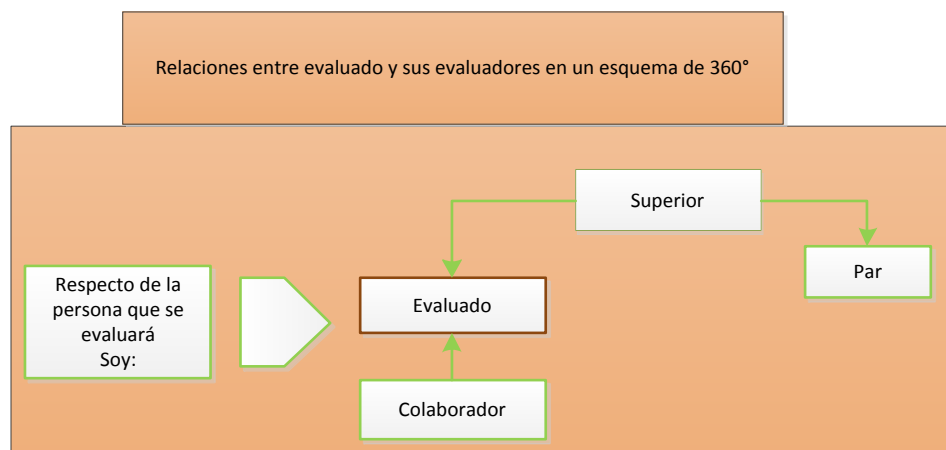 Relaciones entre evaluado y sus evaluadores en un esquema de 360°
Superior
Par
Respecto de la
persona que se
evaluará
Soy:
Evaluado
Colaborador